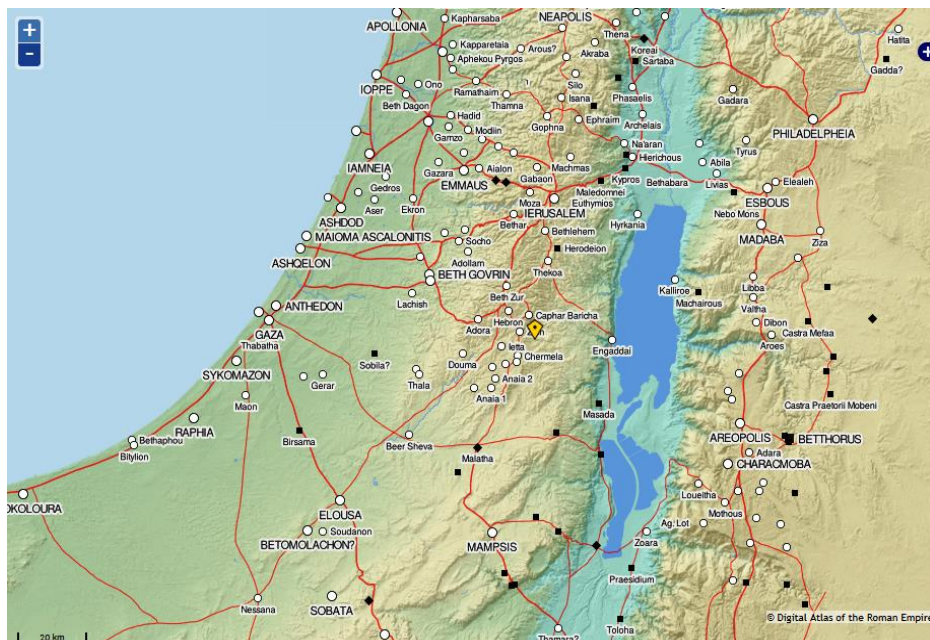 +
-
APOLLONIA
Kapharsaba
NEAPOLIS
Thena
Koreai
Sartaba
Hatita
Gadda?
Kapparetaia
Arous?
Akraba
Aphekou Pyrgos
IOPPE
Ono
Ramathaim
Silo
Isana
Phasaelis
Gadara
Beth Dagon
Thamna
Hadid
Gophna
Ephraim
Archelais
PHILADELPHEIA
Gamzo
Modiin
Na'aran
Tyrus
IAMNEIA
Gazara
Aialon
Machmas
Hierichous
Abila
EMMAUS
Gabaon
Kypros
Bethabara
Livias
Elealeh
Gedros
Maledomnei
Aser
Ekron
Moza
Euthymios
ESBOUS
ASHDOD
IERUSALEM
Nebo Mons
MAIOMA ASCALONITIS
Bethar
Bethlehem
Hyrkania
MADABA
Ziza
Socho
Herodeion
ASHQELON
Adollam
Thekoa
BETH GOVRIN
Kalliroe
Libba
Lachish
Beth Zur
Machairous
ANTHEDON
Valtha
GAZA
Adora
Hebron
Caphar Baricha
Dibon
Castra Mefaa
Thabatha
Aroes
Ietta
Engaddai
SYKOMAZON
Sobila?
Douma
Chermela
Gerar
Thala
Anaia 2
Maon
Anaia 1
Masada
Castra Praetorii Mobeni
RAPHIA
Bethaphou
Birsama
Beer Sheva
AREOPOLIS
BETTHORUS
Bitylion
Malatha
Adara
CHARACMOBA
OKOLOURA
Loueitha
ELOUSA
Mothous
Soudanon
Ag. Lot
BETOMOLACHON?
MAMPSIS
Zoara
Praesidium
Nessana
SOBATA
Toloha
Thamara?
20 km
© Digital Atlas of the Roman Empire